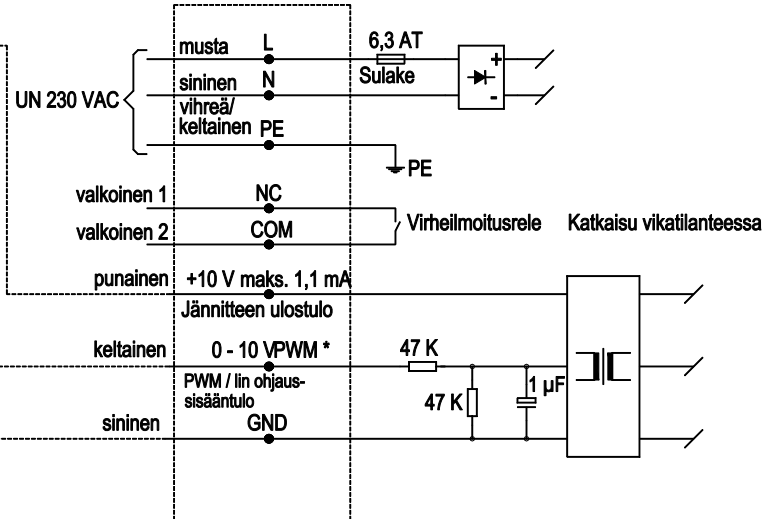 musta L
6,3 AT
Sulake
+
-
sininen N
UN 230 VAC
vihreä/
keltainen PE
PE
valkoinen 1 NC
valkoinen 2 COM
Virheilmoitusrele Katkaisu vikatilanteessa
punainen +10 V maks. 1,1 mA
Jännitteen ulostulo
keltainen 0 - 10 VPWM *
47 K
PWM / lin ohjaus-
sisääntulo
47 K
1 µF
sininen GND